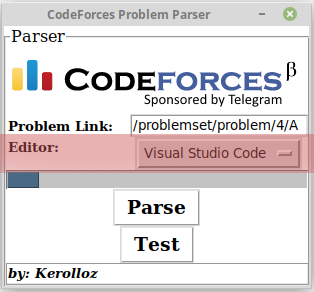 CodeForces Problem Parser
Parser
CODEFORCES β
Sponsored by Telegram
Problem Link: /problemset/problem/4/A
Editor: Visual Studio Code
Parse
Test
by: Kerolloz